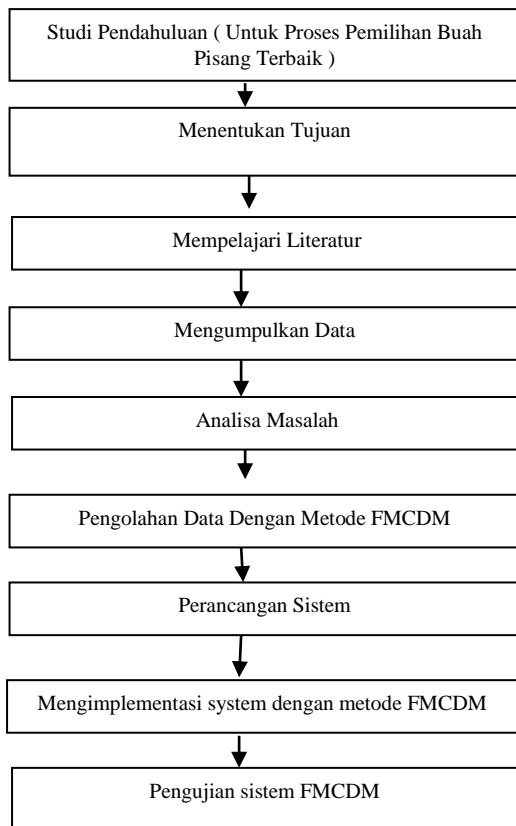 Studi Pendahuluan ( Untuk Proses Pemilihan Buah
Pisang Terbaik )
Menentukan Tujuan
Mempelajari Literatur
Mengumpulkan Data
Analisa Masalah
Pengolahan Data Dengan Metode FMCDM
Perancangan Sistem
Mengimplementasi system dengan metode FMCDM
Pengujian sistem FMCDM